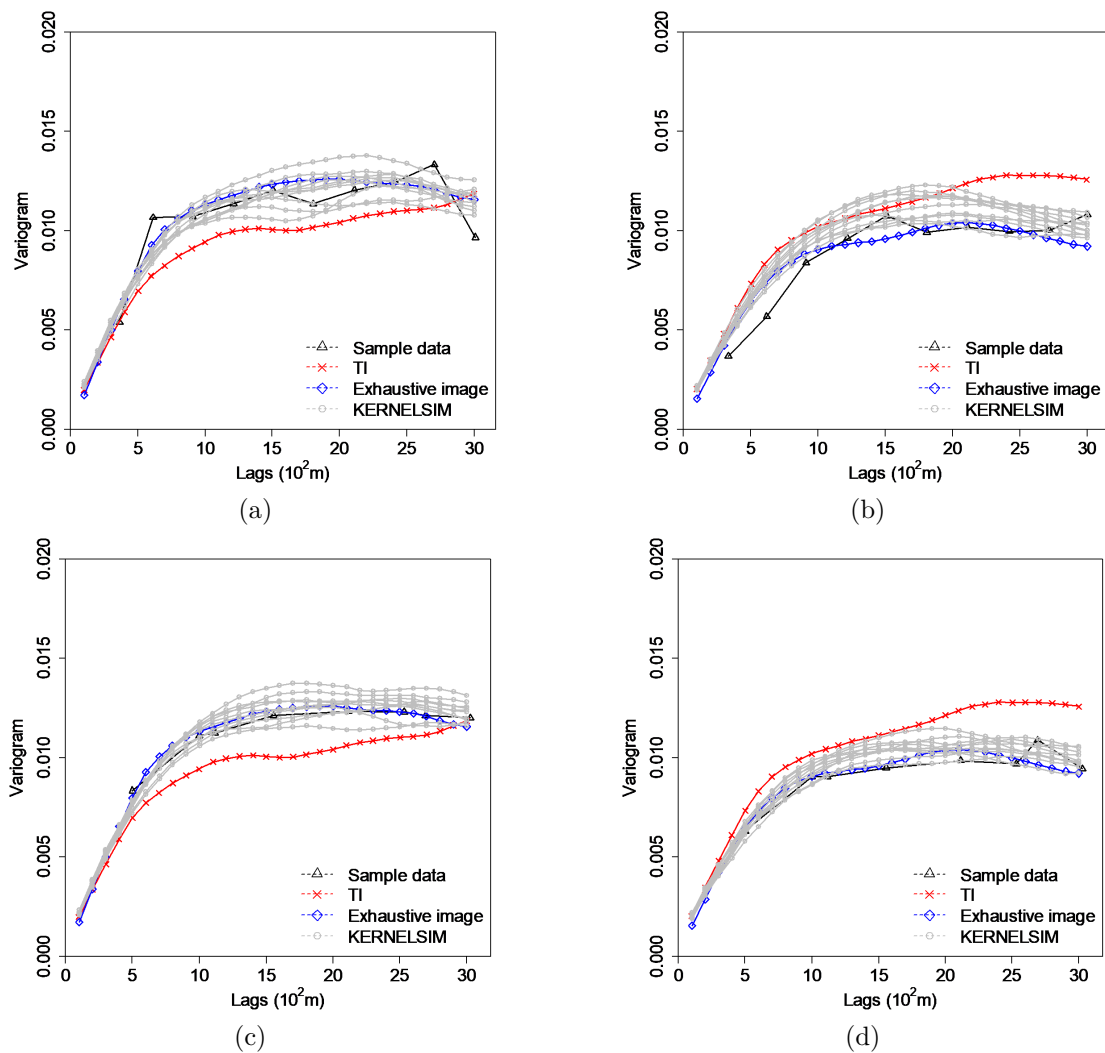 0.020
0.015
0.010
0.005
0.000
Variogram
Sample data
TI
Exhaustive image
KERNELSIM
0 5 10 15 20 25 30
Lags (10²m)
(a)
0.020
0.015
0.010
0.005
0.000
Variogram
Sample data
TI
Exhaustive image
KERNELSIM
0 5 10 15 20 25 30
Lags (10²m)
(b)
0.020
0.015
0.010
0.005
0.000
Variogram
Sample data
TI
Exhaustive image
KERNELSIM
0 5 10 15 20 25 30
Lags (10²m)
(c)
0.020
0.015
0.010
0.005
0.000
Variogram
Sample data
TI
Exhaustive image
KERNELSIM
0 5 10 15 20 25 30
Lags (10²m)
(d)